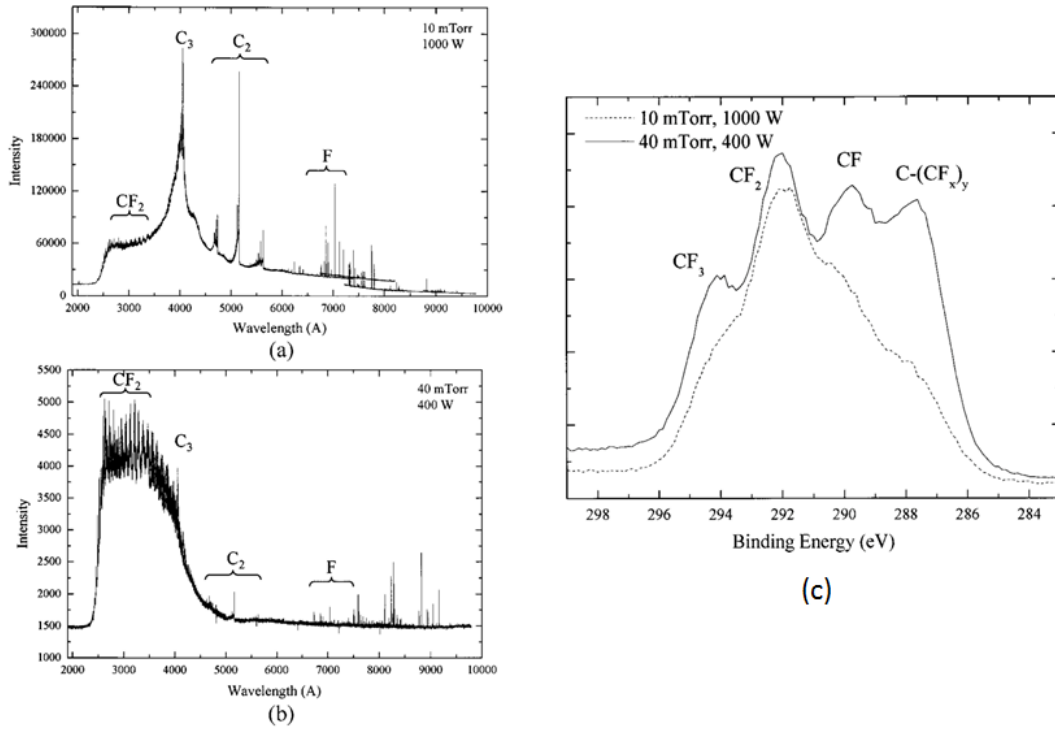 10 mTorr
1000 W
C3
C2
F
CF2
300000
240000
180000
120000
60000
0
Intensity
2000 3000 4000 5000 6000 7000 8000 9000 10000
Wavelength (A)
(a)
40 mTorr
400 W
CF2
C3
C2
F
5500
5000
4500
4000
3500
3000
2500
2000
1500
1000
Intensity
2000 3000 4000 5000 6000 7000 8000 9000 10000
Wavelength (A)
(b)
10 mTorr, 1000 W
40 mTorr, 400 W
CF2
CF
C-(CFx)y
CF3
298 296 294 292 290 288 286 284
Binding Energy (eV)
(c)